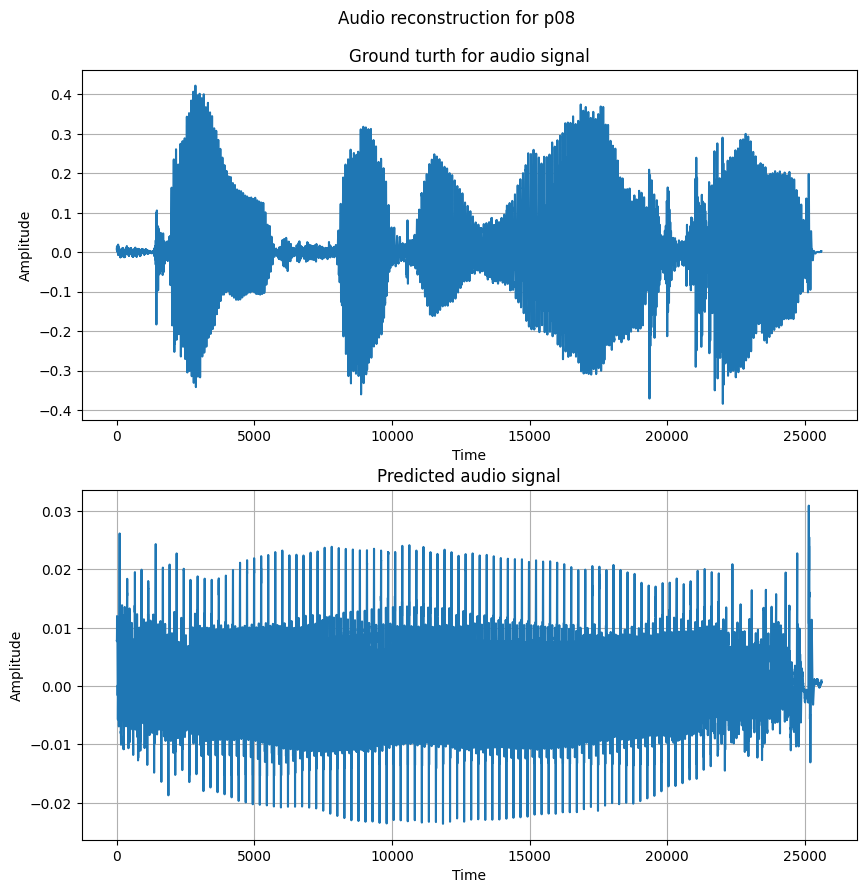 Audio reconstruction for p08
Ground turth for audio signal
0.4
0.3
0.2
0.1
0.0
−0.1
−0.2
−0.3
−0.4
Amplitude
0 5000 10000 15000 20000 25000
Time
Predicted audio signal
0.03
0.02
0.01
0.00
−0.01
−0.02
Amplitude
0 5000 10000 15000 20000 25000
Time